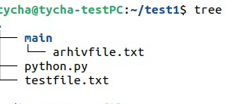 tycha@tycha-testPC:~/test1$ tree
.
├── main
│   └── arhivfile.txt
├── python.py
└── testfile.txt